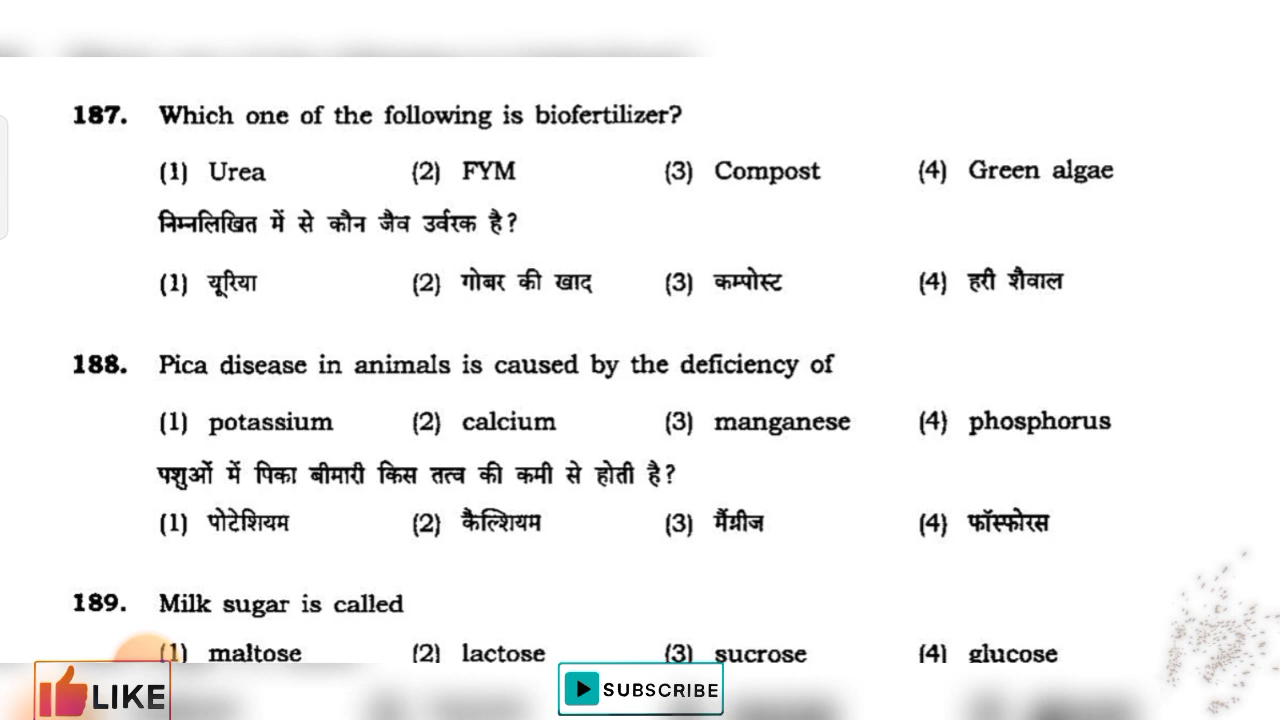 187. Which one of the following is biofertilizer?
(1) Urea (2) FYM (3) Compost (4) Green algae
निम्नलिखित में से कौन जैव उर्वरक है?
(1) यूरिया (2) गोबर की खाद (3) कम्पोस्ट (4) हरी शैवाल
188. Pica disease in animals is caused by the deficiency of
(1) potassium (2) calcium (3) manganese (4) phosphorus
पशुओं में पिका बीमारी किस तत्व की कमी से होती है?
(1) पोटेशियम (2) कैल्शियम (3) मैंग्नीज (4) फॉस्फोरस
189. Milk sugar is called
(1) maltose (2) lactose (3) sucrose (4) glucose
LIKE SUBSCRIBE